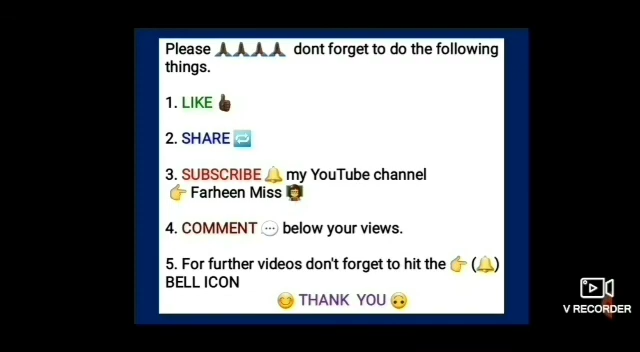 Please 🙏🏿🙏🏿🙏🏿🙏🏿 dont forget to do the following
things.
1. LIKE 👍🏿
2. SHARE 🔁
3. SUBSCRIBE 🔔 my YouTube channel
👉 Farheen Miss 👩‍🏫
4. COMMENT 💬 below your views.
5. For further videos don't forget to hit the 👉 (🔔)
BELL ICON
😊 THANK YOU 🙂
V RECORDER